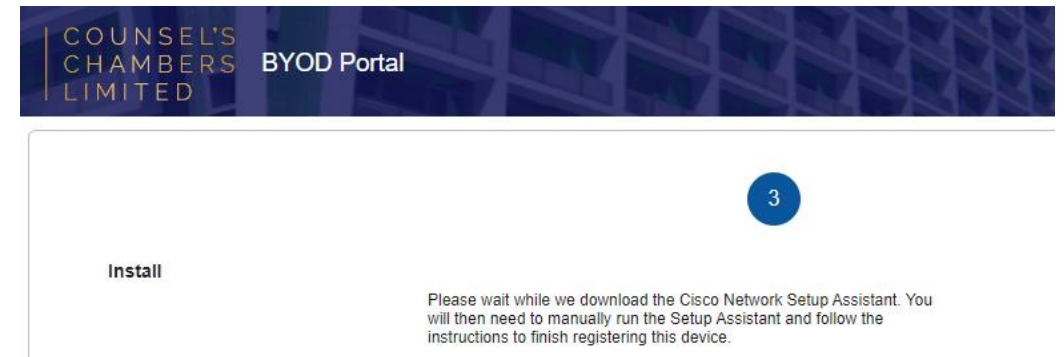 COUNSEL'S
CHAMBERS
LIMITED
BYOD Portal
3
Install
Please wait while we download the Cisco Network Setup Assistant. You
will then need to manually run the Setup Assistant and follow the
instructions to finish registering this device.